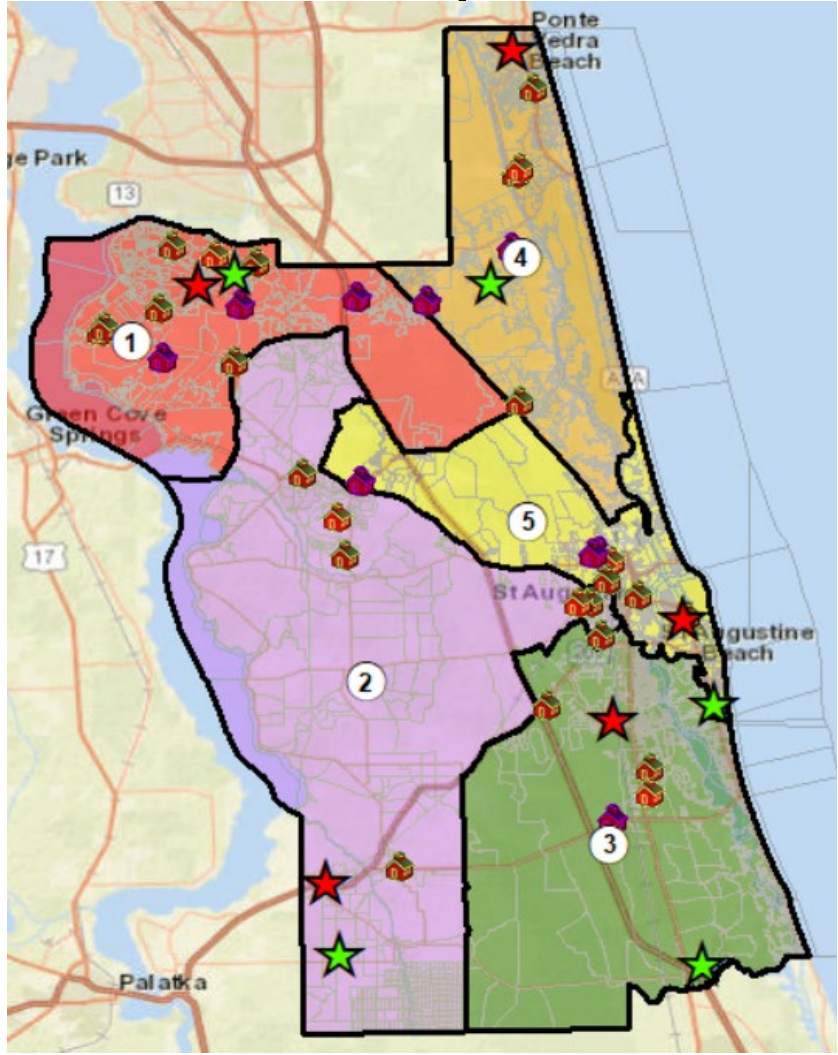 Ponte
Vedra
Beach
ge Park
13
4
1
A1A
Green Cove
Springs
5
17
St Aug
Augustine
Beach
2
3
Palatka